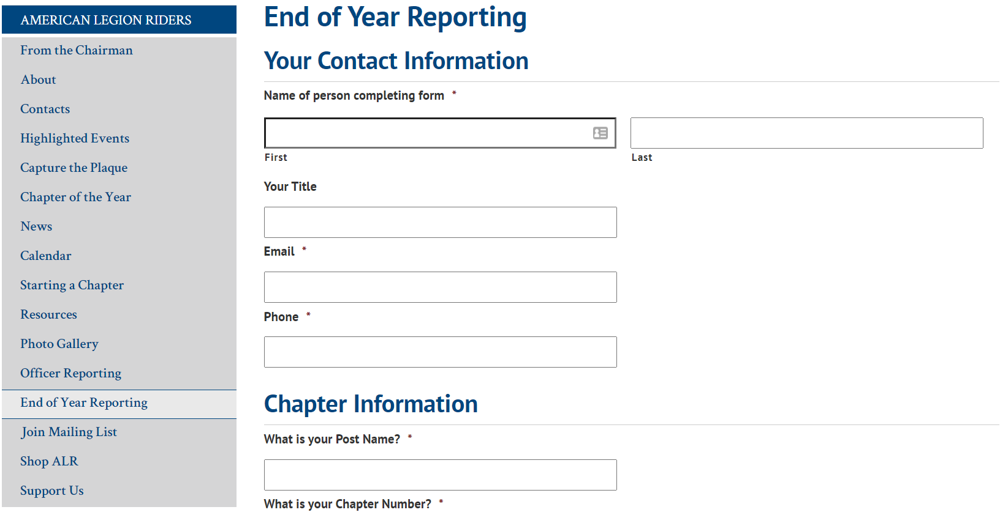 AMERICAN LEGION RIDERS
From the Chairman
About
Contacts
Highlighted Events
Capture the Plaque
Chapter of the Year
News
Calendar
Starting a Chapter
Resources
Photo Gallery
Officer Reporting
End of Year Reporting
Join Mailing List
Shop ALR
Support Us
End of Year Reporting
Your Contact Information
Name of person completing form *
First
Last
Your Title
Email *
Phone *
Chapter Information
What is your Post Name? *
What is your Chapter Number? *